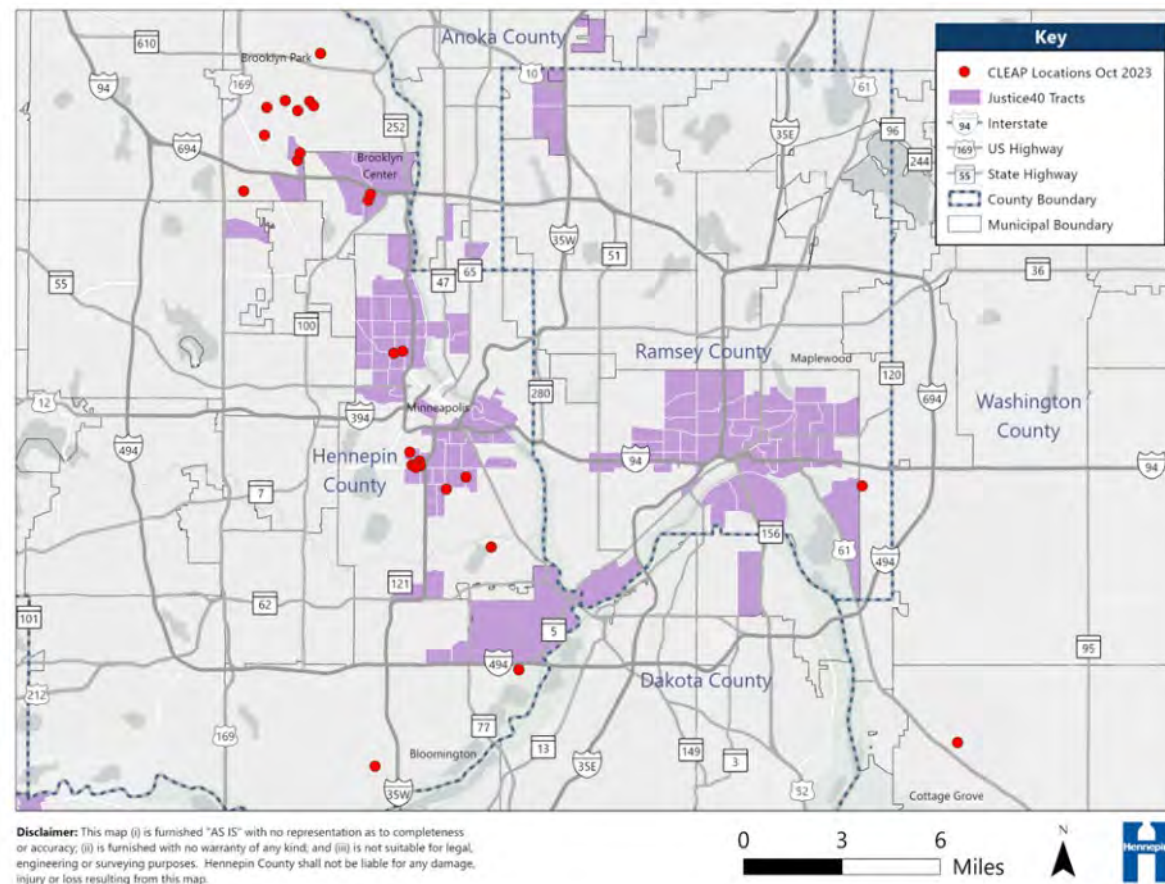 Anoka County
610
Brooklyn Park
10
94
169
61
252
35E
96
694
244
Brooklyn
Center
35W
51
47
65
36
55
100
Ramsey County
Maplewood
12
280
120
394
Minneapolis
694
Washington
County
494
Hennepin
County
94
94
7
156
61
494
121
62
101
5
494
Dakota County
95
212
77
169
Bloomington
13
149
3
35E
52
35W
Cottage Grove
Key
CLEAP Locations Oct 2023
Justice40 Tracts
94 Interstate
169 US Highway
55 State Highway
County Boundary
Municipal Boundary
Disclaimer: This map (i) is furnished "AS IS" with no representation as to completeness
or accuracy; (ii) is furnished with no warranty of any kind; and (iii) is not suitable for legal,
engineering or surveying purposes. Hennepin County shall not be liable for any damage,
injury or loss resulting from this map.
0 3 6
Miles
N
Hennepin